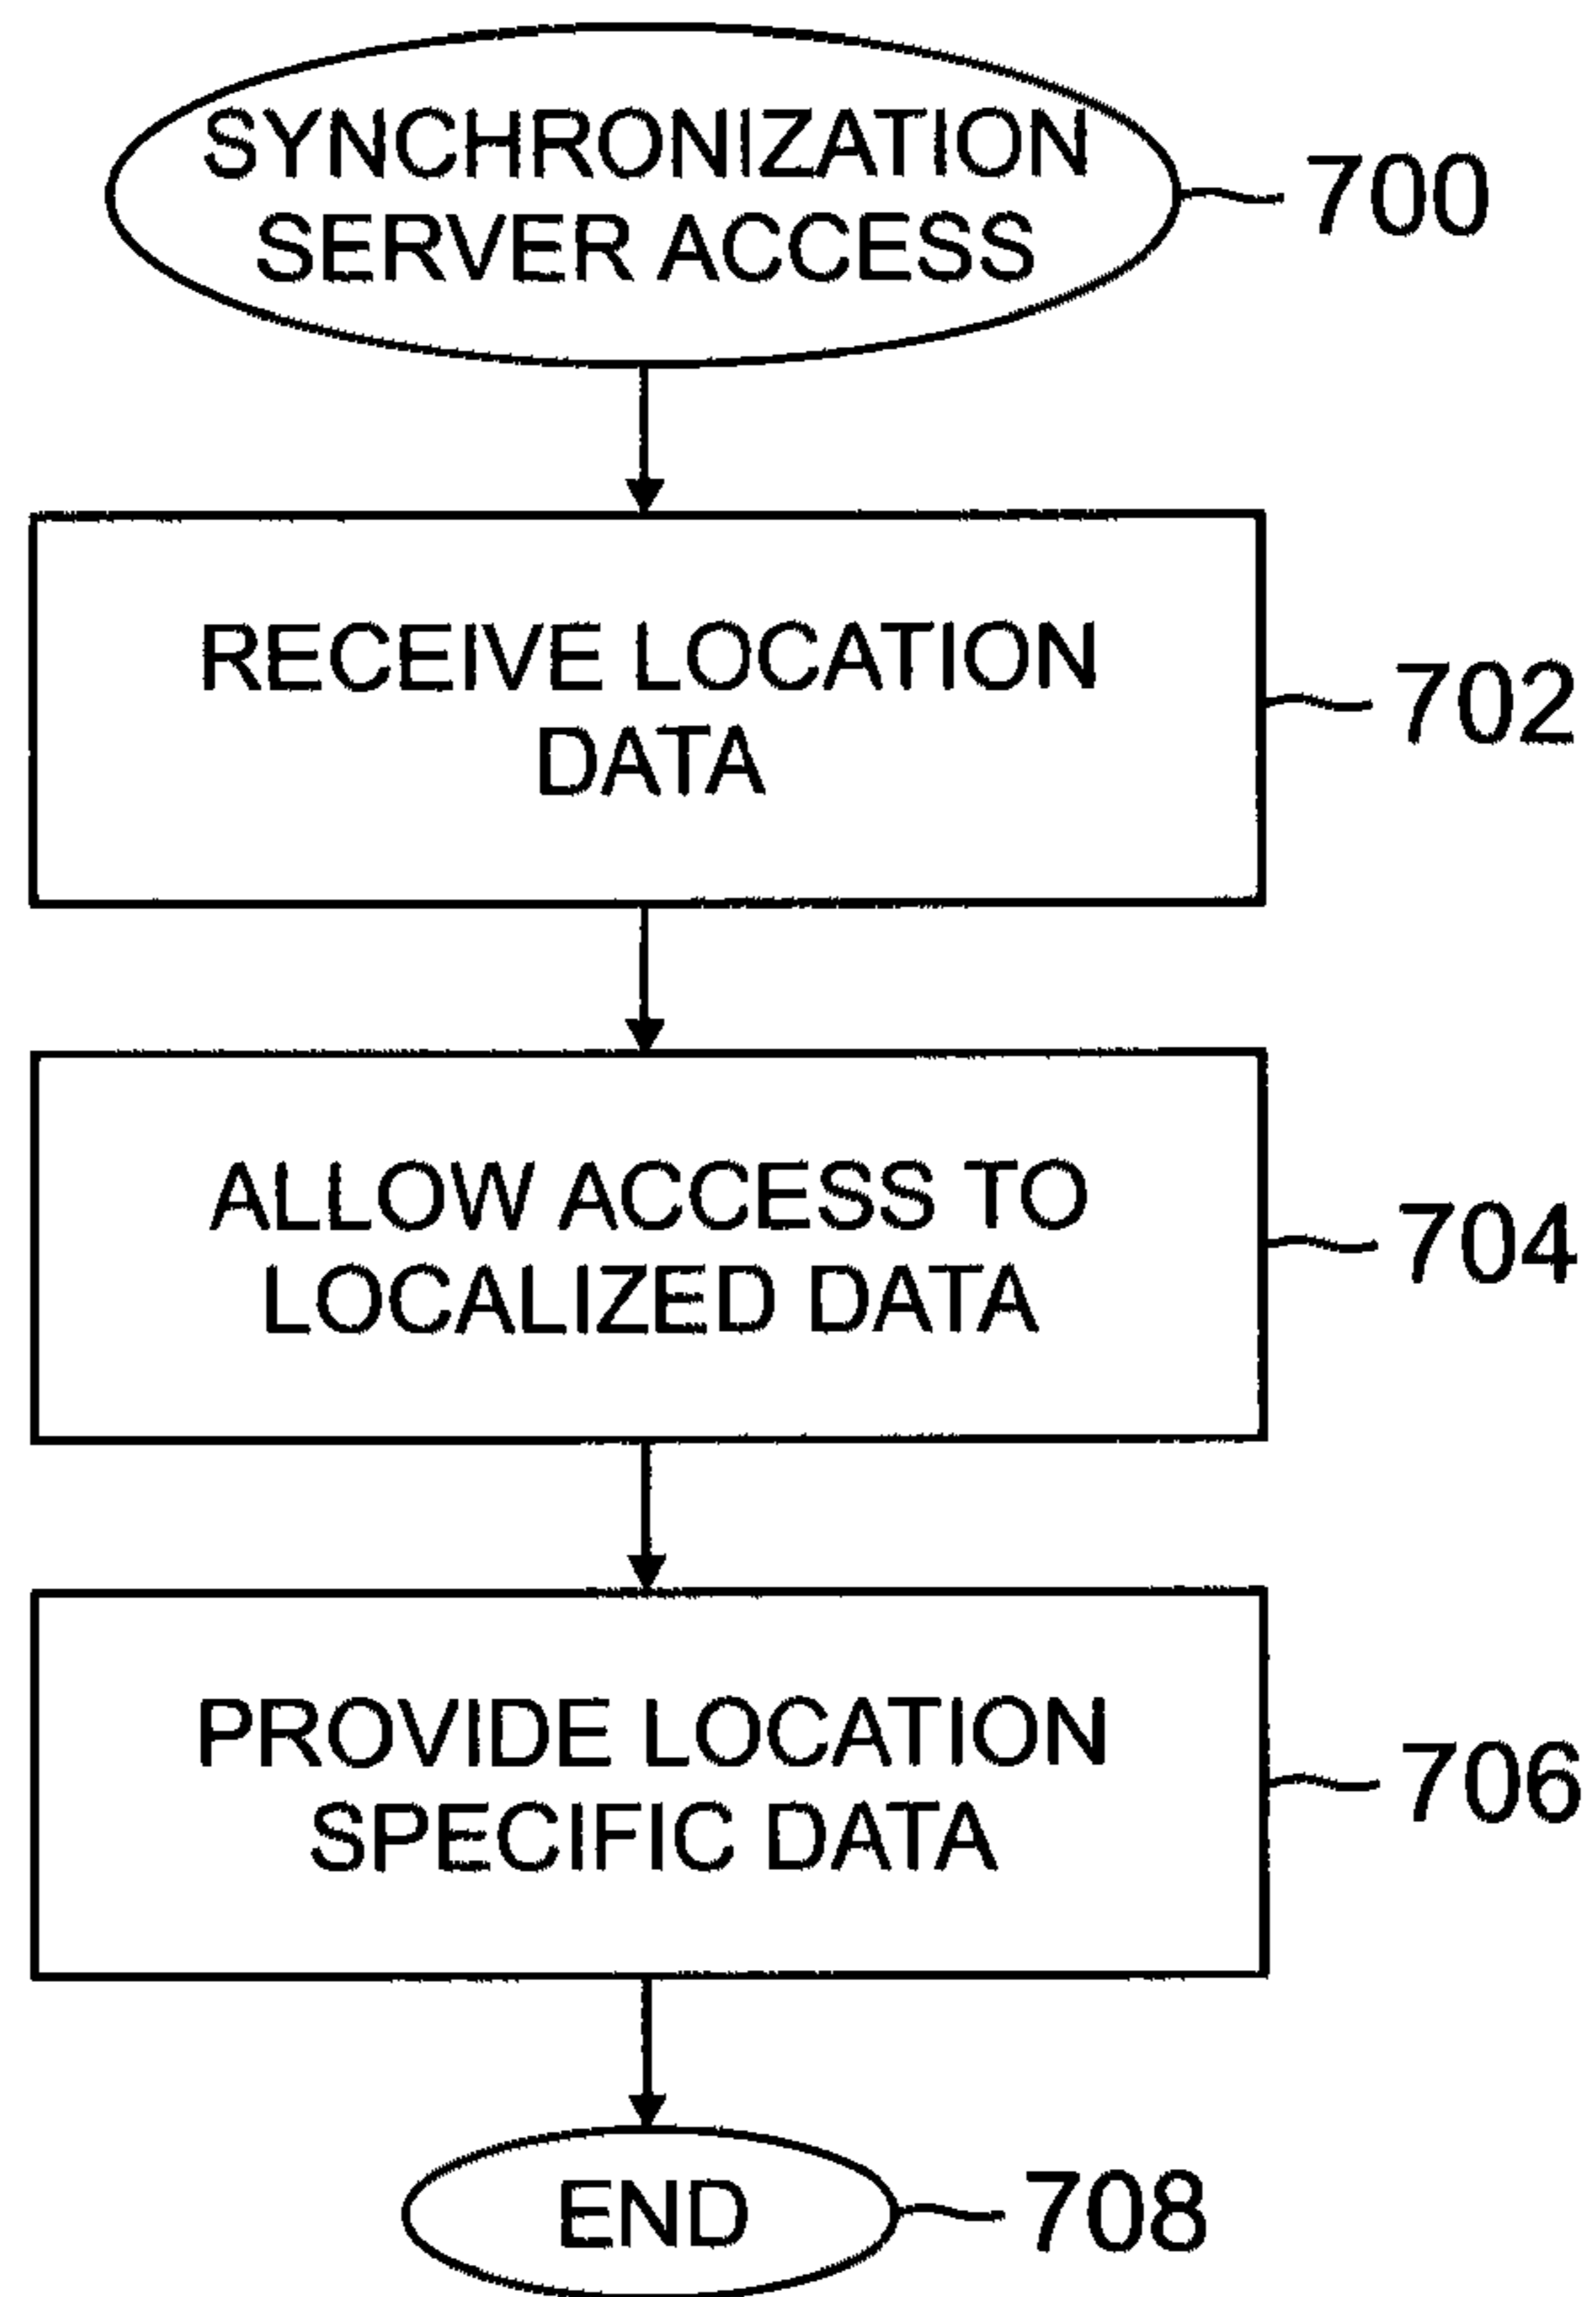 SYNCHRONIZATION
SERVER ACCESS
700
RECEIVE LOCATION
DATA
702
ALLOW ACCESS TO
LOCALIZED DATA
704
PROVIDE LOCATION
SPECIFIC DATA
706
END
708